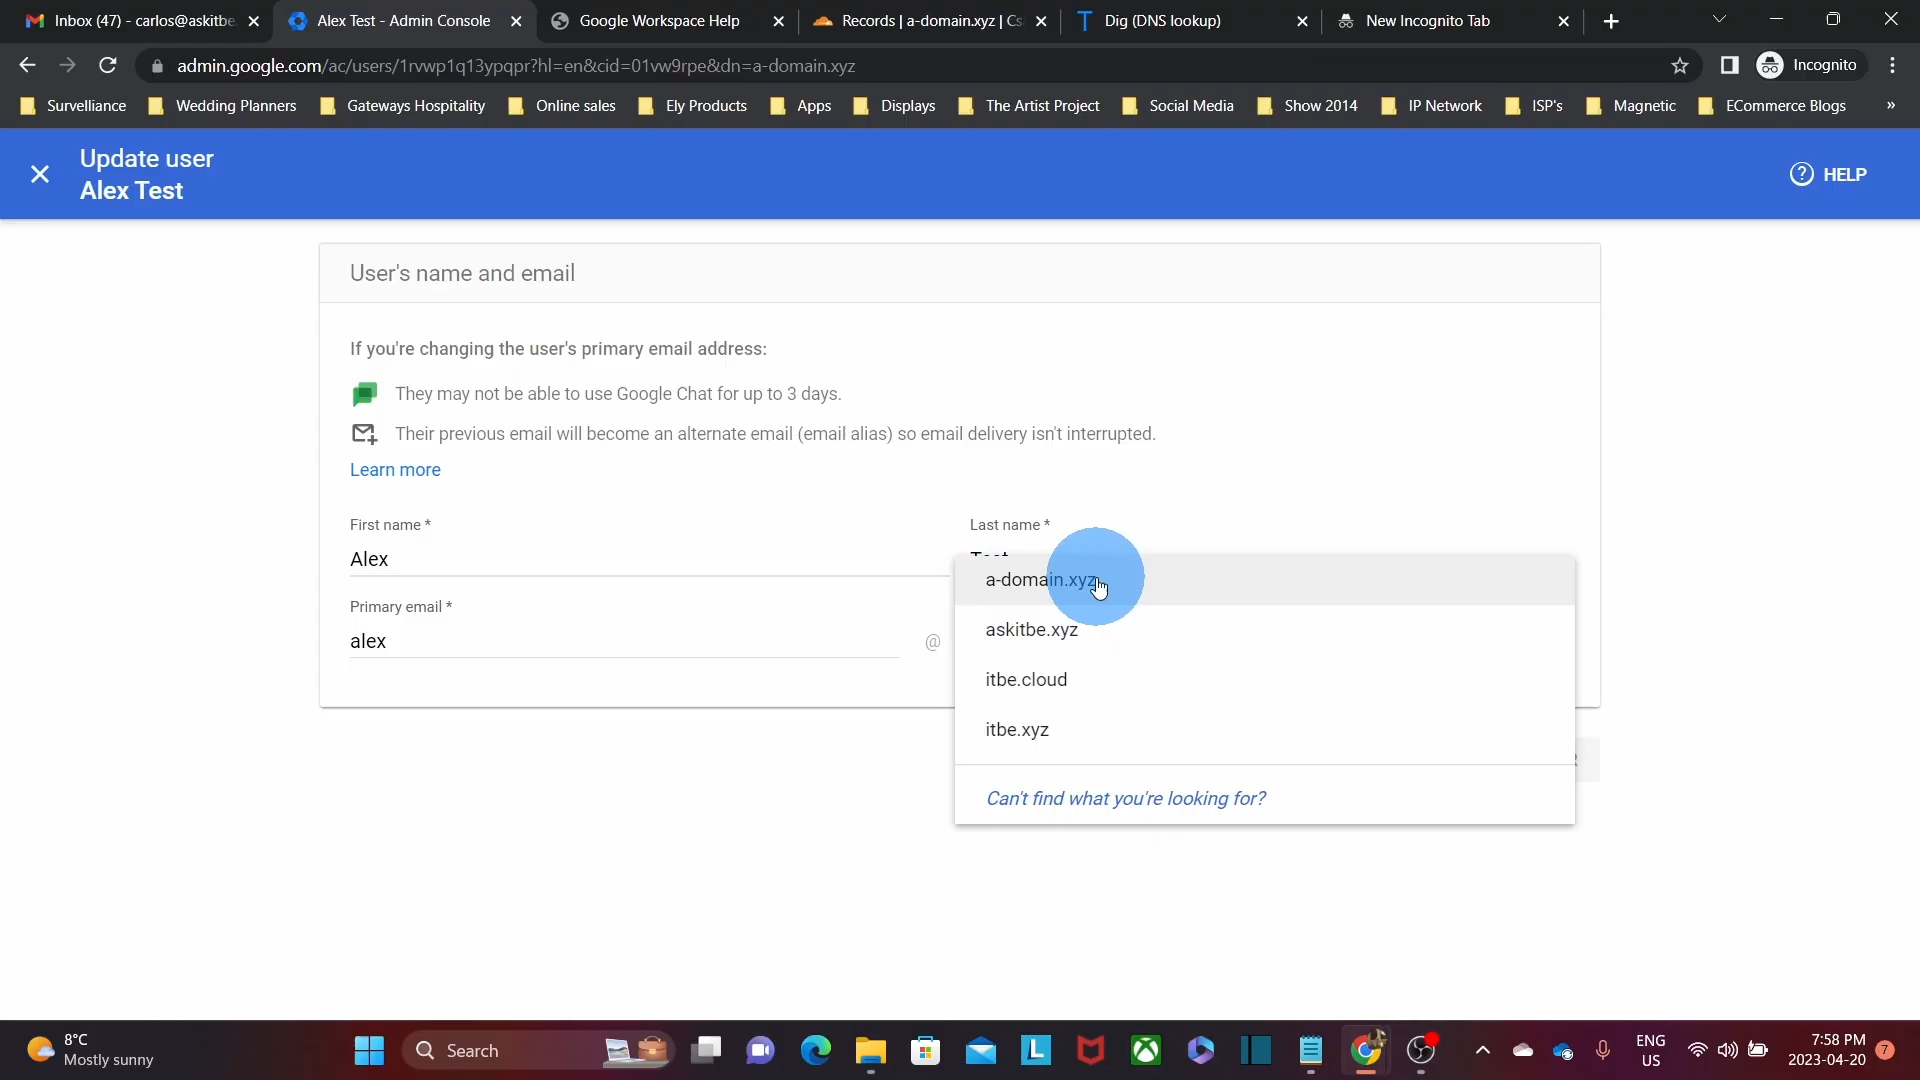 Inbox (47) - carlos@askitbe
Alex Test - Admin Console
Google Workspace Help
Records | a-domain.xyz | Cs
Dig (DNS lookup)
New Incognito Tab
admin.google.com/ac/users/1rvwp1q13ypqpr?hl=en&cid=01vw9rpe&dn=a-domain.xyz
Incognito
Survelliance
Wedding Planners
Gateways Hospitality
Online sales
Ely Products
Apps
Displays
The Artist Project
Social Media
Show 2014
IP Network
ISP's
Magnetic
ECommerce Blogs
»
Update user
Alex Test
HELP
User's name and email
If you're changing the user's primary email address:
They may not be able to use Google Chat for up to 3 days.
Their previous email will become an alternate email (email alias) so email delivery isn't interrupted.
Learn more
First name *
Last name *
Alex
Test
Primary email *
alex
@
a-domain.xyz
askitbe.xyz
itbe.cloud
itbe.xyz
Can't find what you're looking for?
8°C
Mostly sunny
Search
L
ENG
US
7:58 PM
2023-04-20
7